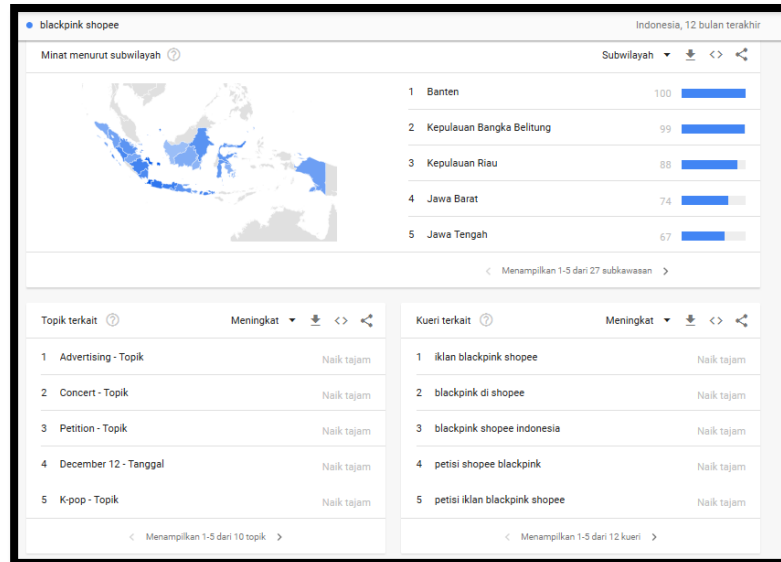 blackpink shopee
Indonesia, 12 bulan terakhir
Minat menurut subwilayah
Subwilayah
1 Banten 100
2 Kepulauan Bangka Belitung 99
3 Kepulauan Riau 88
4 Jawa Barat 74
5 Jawa Tengah 67
Menampilkan 1-5 dari 27 subkawasan
Topik terkait
Meningkat
1 Advertising - Topik Naik tajam
2 Concert - Topik Naik tajam
3 Petition - Topik Naik tajam
4 December 12 - Tanggal Naik tajam
5 K-pop - Topik Naik tajam
Menampilkan 1-5 dari 10 topik
Kueri terkait
Meningkat
1 iklan blackpink shopee Naik tajam
2 blackpink di shopee Naik tajam
3 blackpink shopee indonesia Naik tajam
4 petisi shopee blackpink Naik tajam
5 petisi iklan blackpink shopee Naik tajam
Menampilkan 1-5 dari 12 kueri